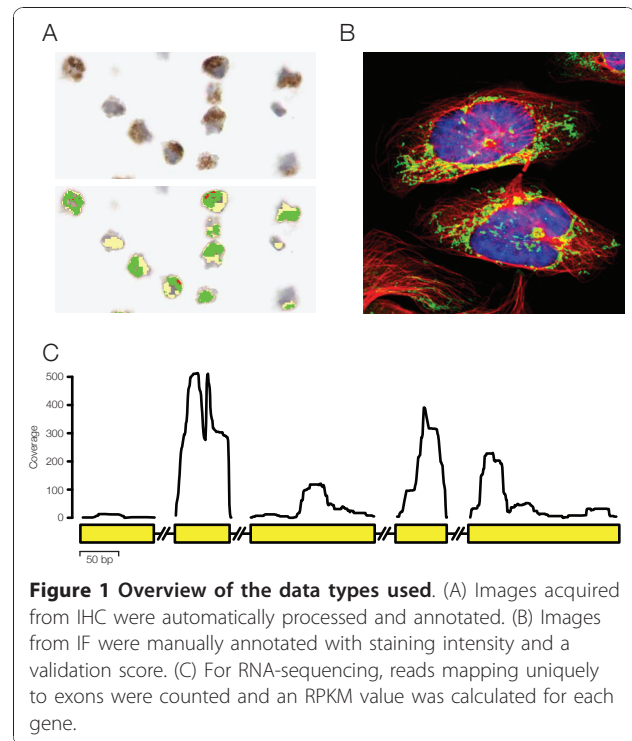 A
B
C
500
400
300
200
100
0
Coverage
50 bp
Figure 1 Overview of the data types used. (A) Images acquired
from IHC were automatically processed and annotated. (B) Images
from IF were manually annotated with staining intensity and a
validation score. (C) For RNA-sequencing, reads mapping uniquely
to exons were counted and an RPKM value was calculated for each
gene.